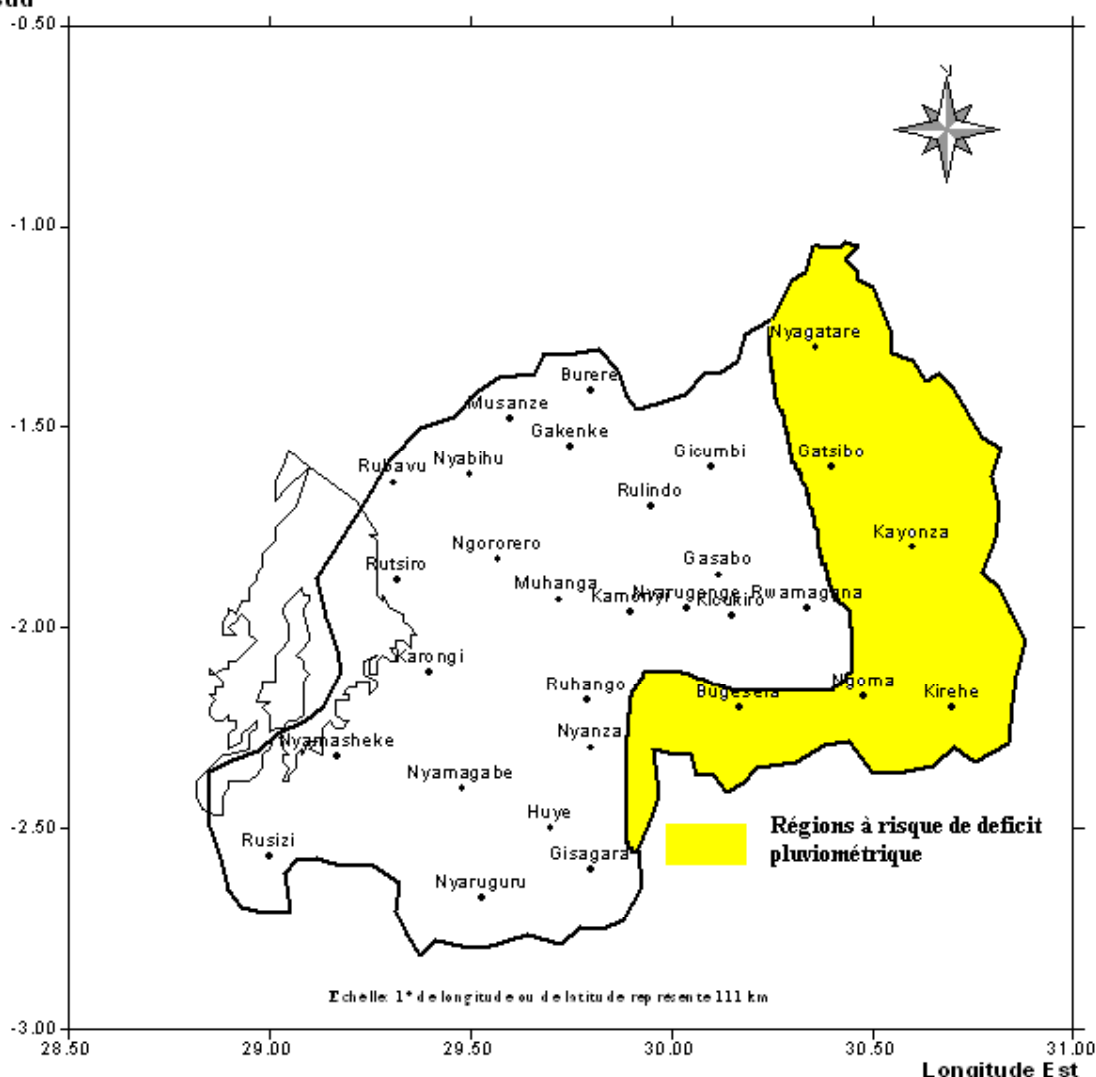 -0.50
-1.00
Nyagatare
Burere
Musanze
-1.50
Gakenke
Gicumbi
Gatsibo
Rubavu
Nyabihu
Rulindo
Ngororero
Kayonza
Rutsiro
Gasabo
Muhanga
Kamonyi
Nyarugenge
Kicukiro
Rwamagana
-2.00
Karongi
Ruhango
Bugesera
Ngoma
Kirehe
Nyamasheke
Nyanza
Nyamagabe
-2.50
Huye
Régions à risque de deficit
pluviométrique
Rusizi
Gisagara
Nyaruguru
Echelle: 1° de longitude ou de latitude représente 111 km
-3.00
28.50
29.00
29.50
30.00
30.50
31.00
Longitude Est